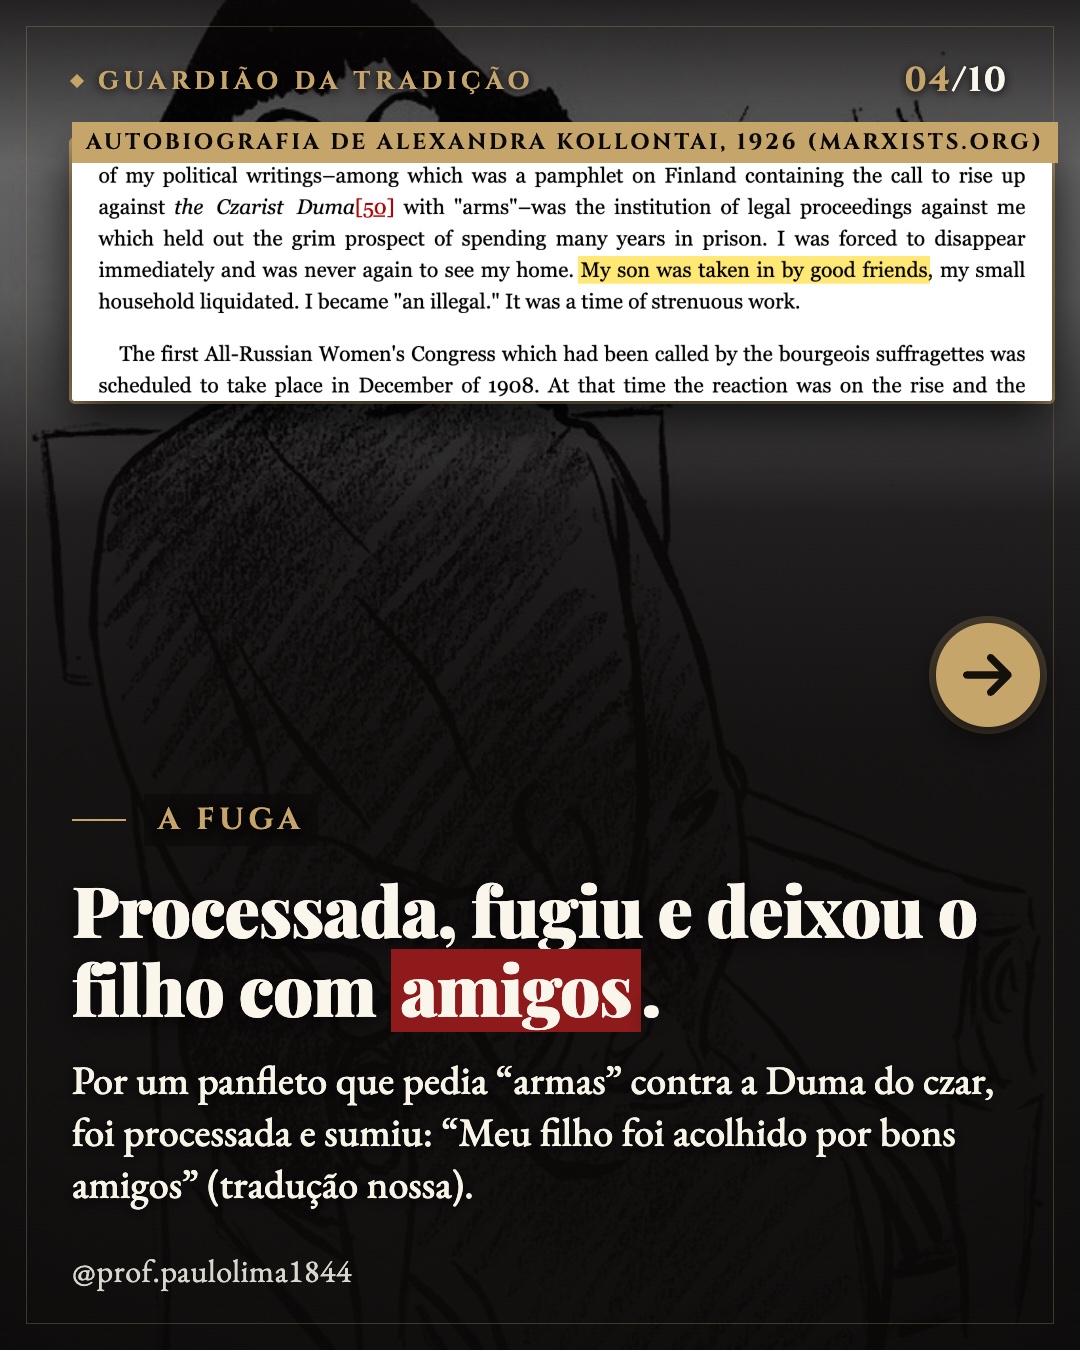 ◆ GUARDIÃO DA TRADIÇÃO
04/10
AUTOBIOGRAFIA DE ALEXANDRA KOLLONTAI, 1926 (MARXISTS.ORG)
of my political writings–among which was a pamphlet on Finland containing the call to rise up
against the Czarist Duma[50] with "arms"–was the institution of legal proceedings against me
which held out the grim prospect of spending many years in prison. I was forced to disappear
immediately and was never again to see my home. My son was taken in by good friends, my small
household liquidated. I became "an illegal." It was a time of strenuous work.
The first All-Russian Women's Congress which had been called by the bourgeois suffragettes was
scheduled to take place in December of 1908. At that time the reaction was on the rise and the
A FUGA
Processada, fugiu e deixou o
filho com amigos.
Por um panfleto que pedia “armas” contra a Duma do czar,
foi processada e sumiu: “Meu filho foi acolhido por bons
amigos” (tradução nossa).
@prof.paulolima1844